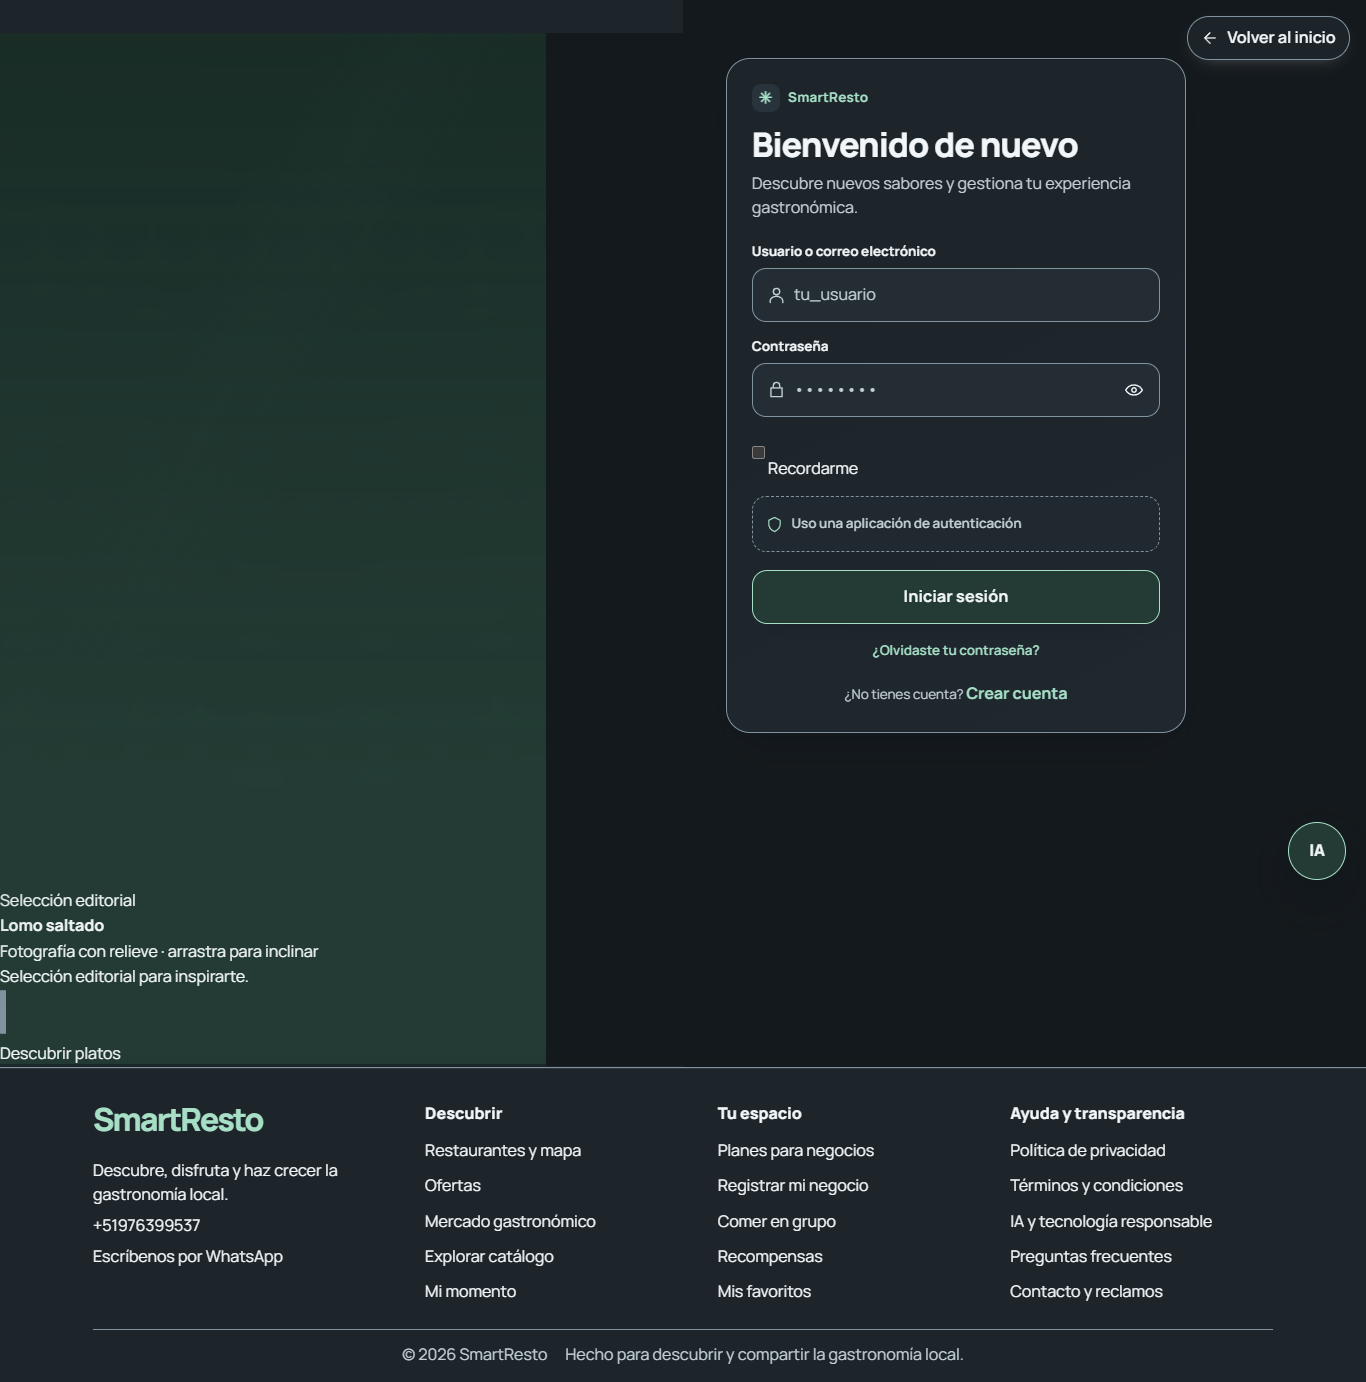 Volver al inicio
SmartResto
Bienvenido de nuevo
Descubre nuevos sabores y gestiona tu experiencia
gastronómica.
Usuario o correo electrónico
tu_usuario
Contraseña
••••••••
Recordarme
Uso una aplicación de autenticación
Iniciar sesión
¿Olvidaste tu contraseña?
¿No tienes cuenta? Crear cuenta
IA
Selección editorial
Lomo saltado
Fotografía con relieve · arrastra para inclinar
Selección editorial para inspirarte.
Descubrir platos
SmartResto
Descubre, disfruta y haz crecer la
gastronomía local.
+51976399537
Escríbenos por WhatsApp
Descubrir
Restaurantes y mapa
Ofertas
Mercado gastronómico
Explorar catálogo
Mi momento
Tu espacio
Planes para negocios
Registrar mi negocio
Comer en grupo
Recompensas
Mis favoritos
Ayuda y transparencia
Política de privacidad
Términos y condiciones
IA y tecnología responsable
Preguntas frecuentes
Contacto y reclamos
© 2026 SmartResto Hecho para descubrir y compartir la gastronomía local.